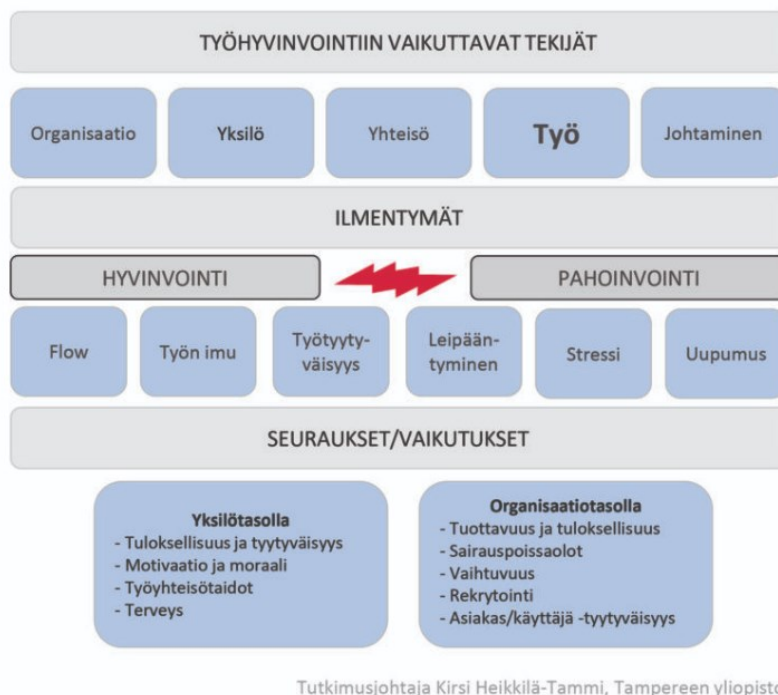 TYÖHYVINVOINTIIN VAIKUTTAVAT TEKIJÄT
Organisaatio
Yksilö
Yhteisö
Työ
Johtaminen
ILMENTYMÄT
HYVINVOINTI
PAHOINVOINTI
Flow
Työn imu
Työtyyty-
väisyys
Leipään-
tyminen
Stressi
Uupumus
SEURAUKSET/VAIKUTUKSET
Yksilötasolla
- Tuloksellisuus ja tyytyväisyys
- Motivaatio ja moraali
- Työyhteisötaidot
- Terveys
Organisaatiotasolla
- Tuottavuus ja tuloksellisuus
- Sairauspoissaolot
- Vaihtuvuus
- Rekrytointi
- Asiakas/käyttäjä -tyytyväisyys
Tutkimusjohtaja Kirsi Heikkilä-Tammi, Tampereen yliopisto